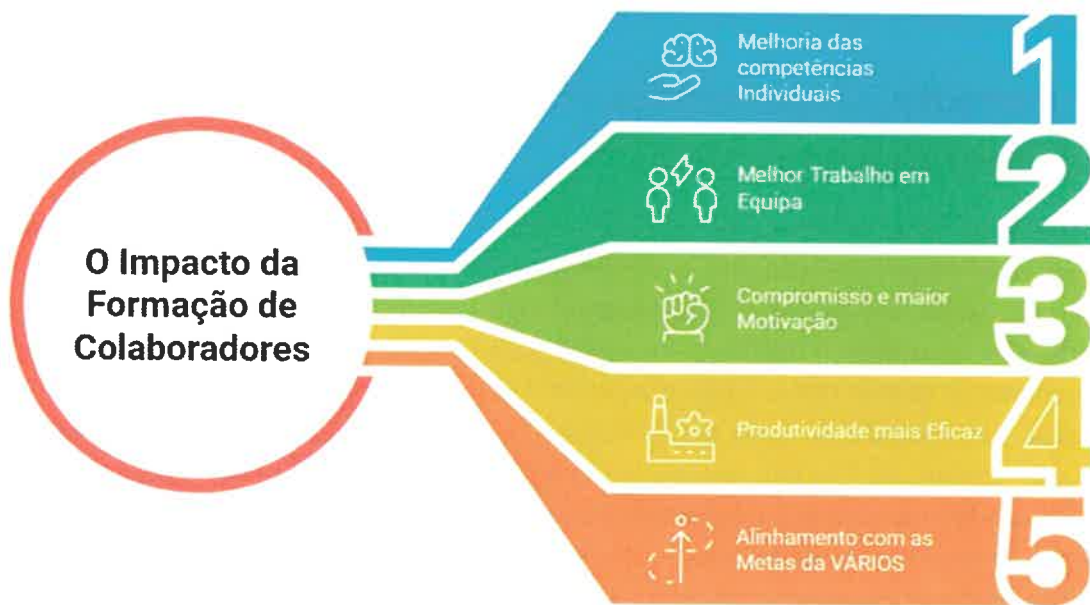 O Impacto da
Formação de
Colaboradores
1
Melhoria das
competências
Individuais
2
Melhor Trabalho em
Equipa
3
Compromisso e maior
Motivação
4
Produtividade mais Eficaz
5
Alinhamento com as
Metas da VÁRIOS